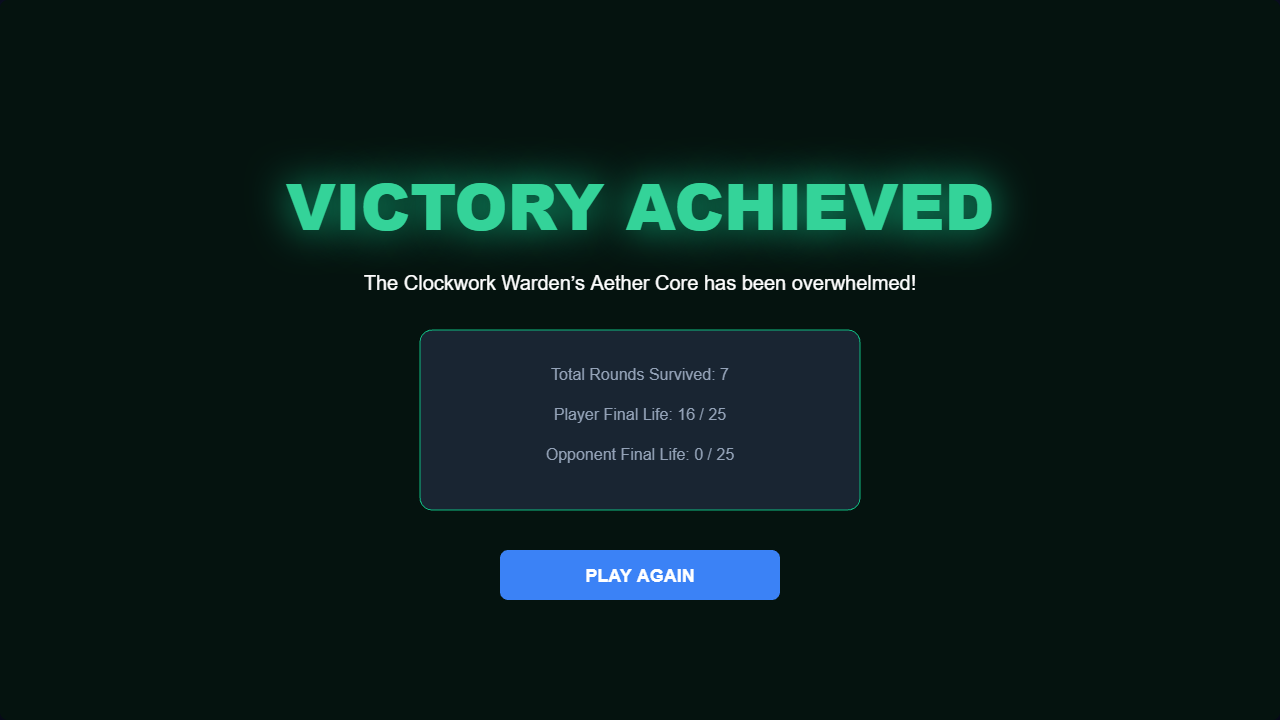 VICTORY ACHIEVED
The Clockwork Warden’s Aether Core has been overwhelmed!
Total Rounds Survived: 7
Player Final Life: 16 / 25
Opponent Final Life: 0 / 25
PLAY AGAIN